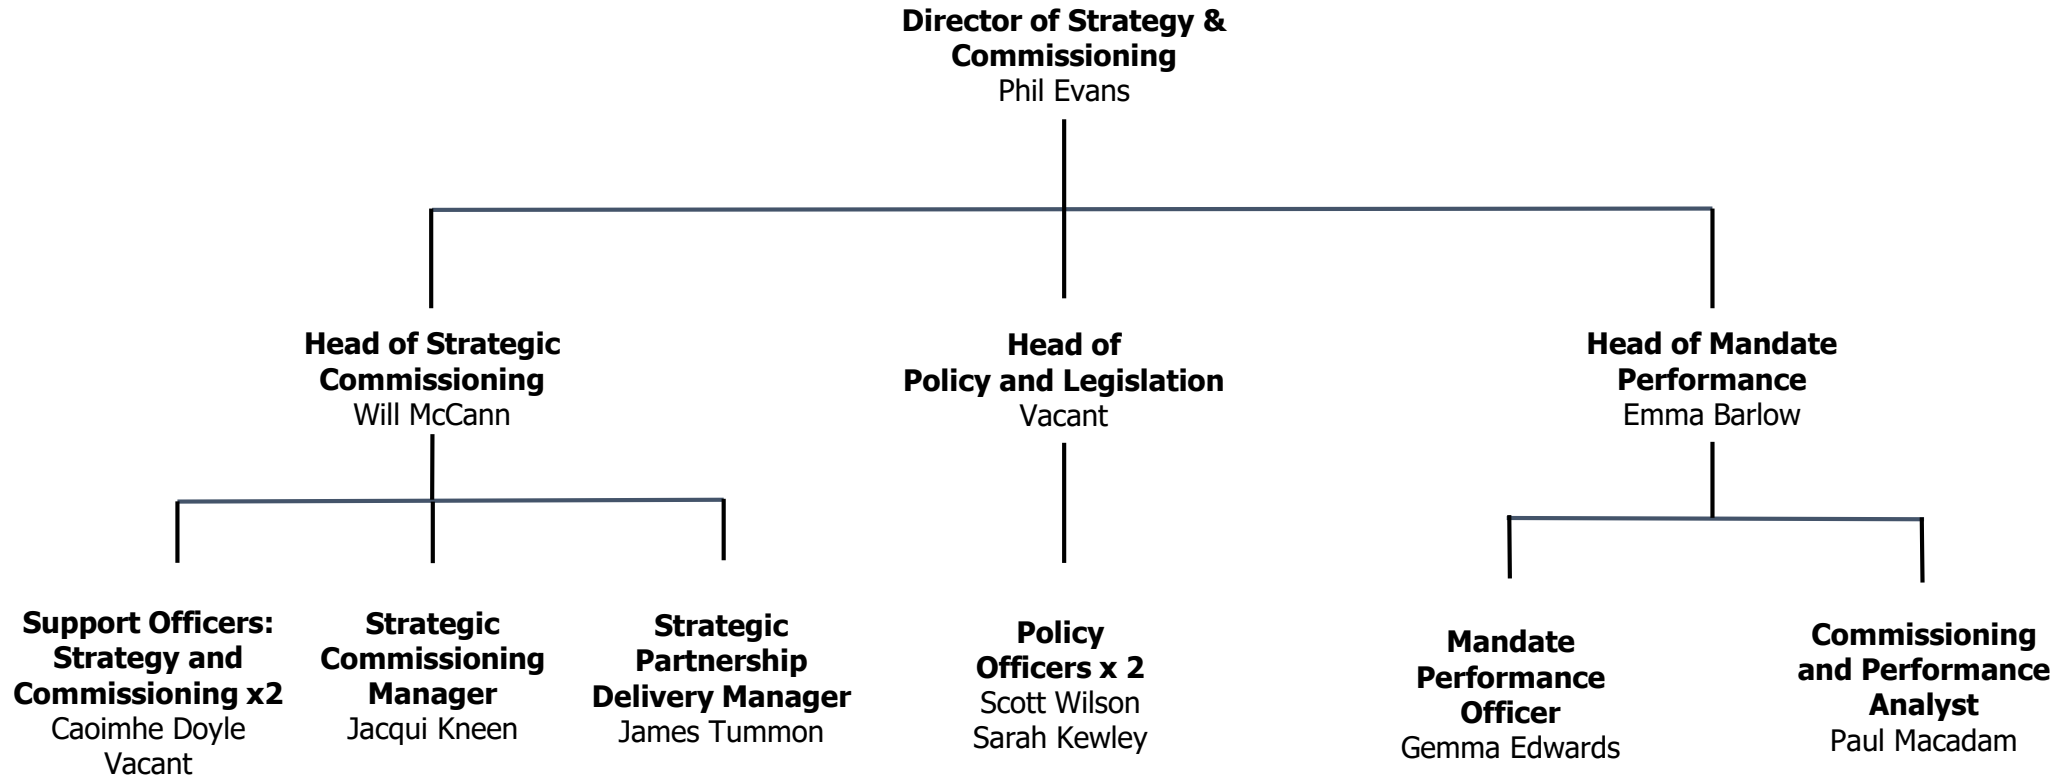 Director of Strategy &
Commissioning
Phil Evans
Head of Strategic
Commissioning
Will McCann
Head of
Policy and Legislation
Vacant
Head of Mandate
Performance
Emma Barlow
Support Officers:
Strategy and
Commissioning x2
Caoimhe Doyle
Vacant
Strategic
Commissioning
Manager
Jacqui Kneen
Strategic
Partnership
Delivery Manager
James Tummon
Policy
Officers x 2
Scott Wilson
Sarah Kewley
Mandate
Performance
Officer
Gemma Edwards
Commissioning
and Performance
Analyst
Paul Macadam